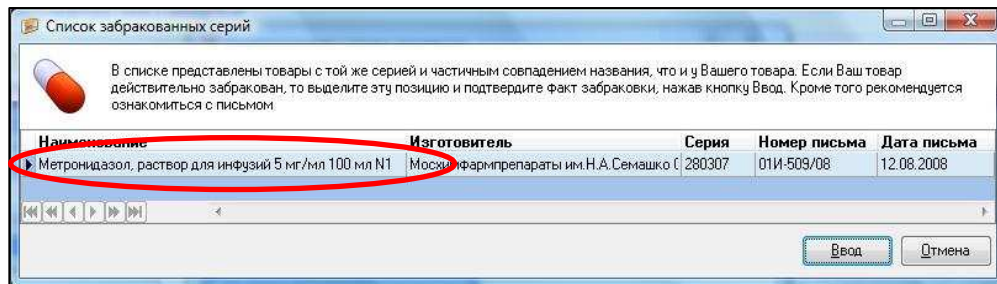 Список забракованных серий
В списке представлены товары с той же серией и частичным совпадением названия, что и у Вашего товара. Если Ваш товар
действительно забракован, то выделите эту позицию и подтвердите факт забраковки, нажав кнопку Ввод. Кроме того рекомендуется
ознакомиться с письмом
Наименование Изготовитель Серия Номер письма Дата письма
Метронидазол, раствор для инфузий 5 мг/мл 100 мл N1 Мосхимфармпрепараты им.Н.А.Семашко 280307 01И-509/08 12.08.2008
Ввод Отмена